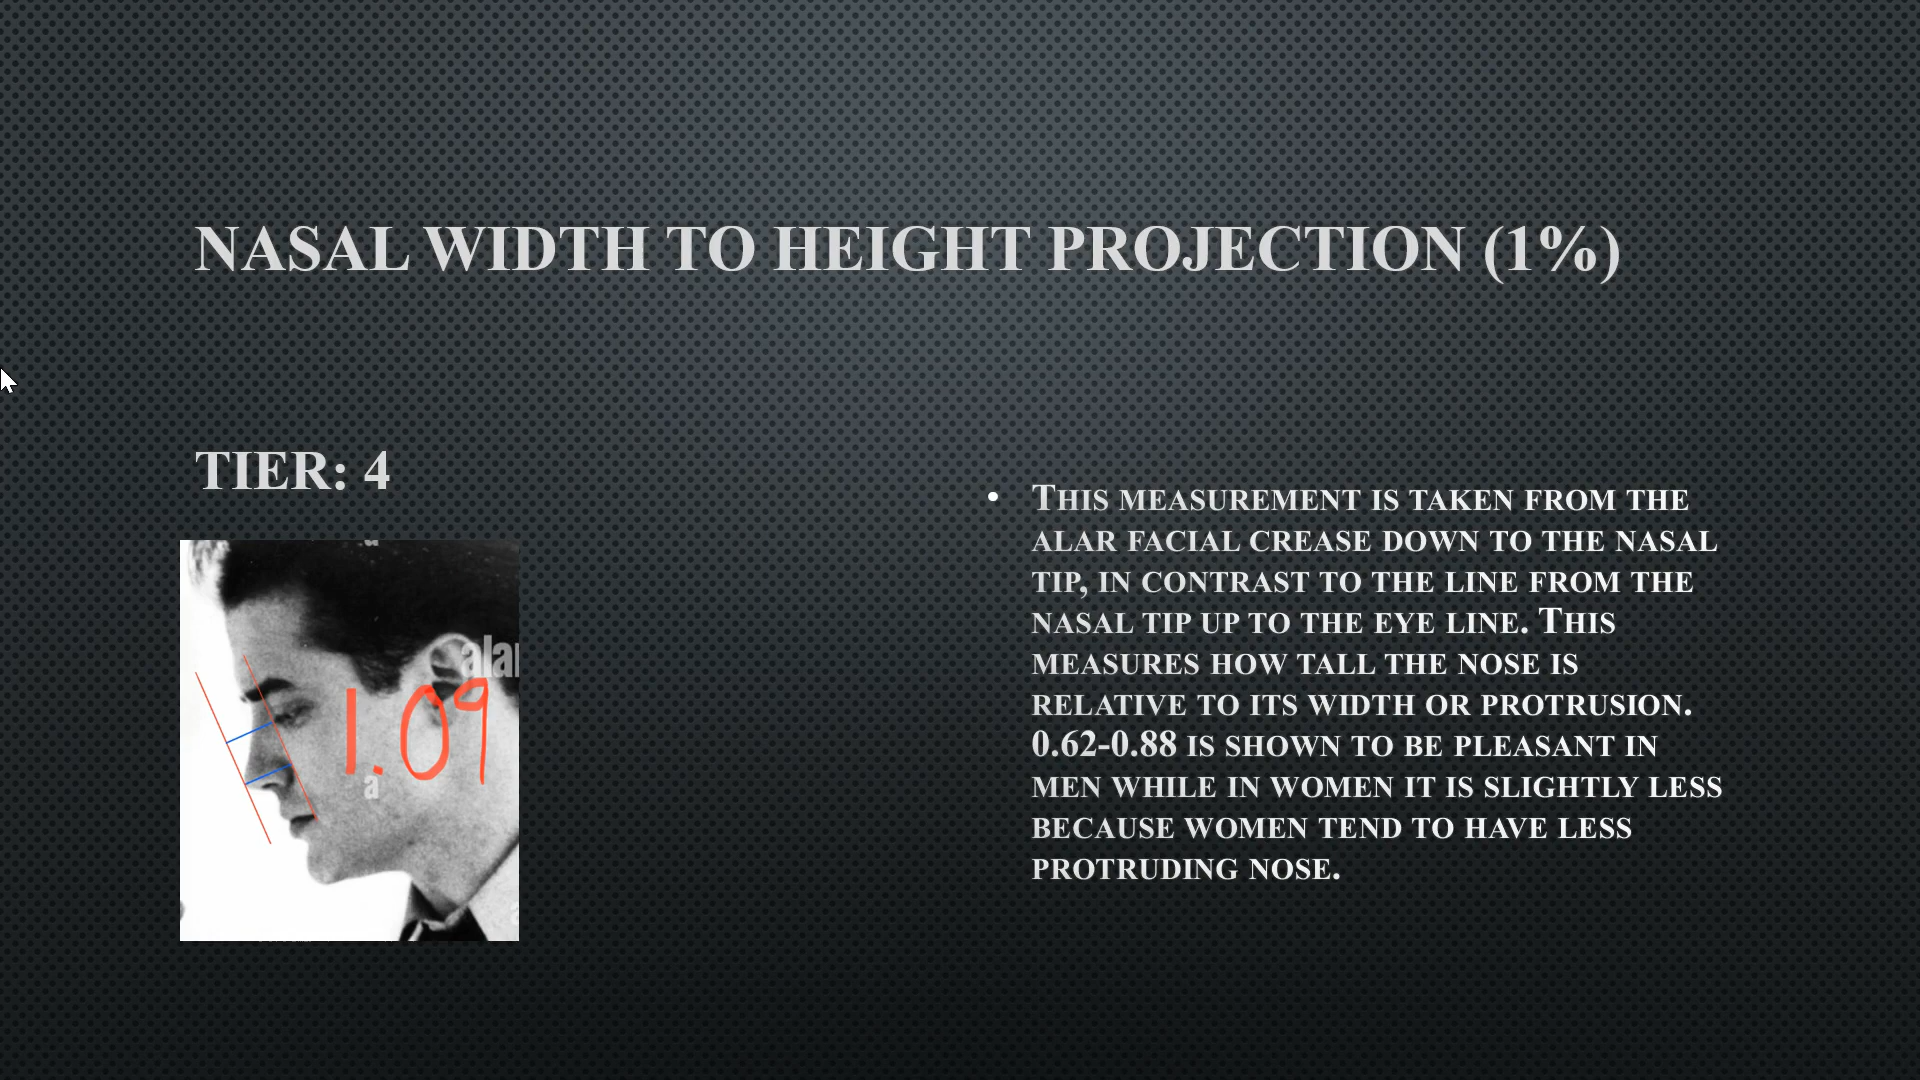 NASAL WIDTH TO HEIGHT PROJECTION (1%)
TIER: 4
a
alar
1.09
a
• THIS MEASUREMENT IS TAKEN FROM THE
ALAR FACIAL CREASE DOWN TO THE NASAL
TIP, IN CONTRAST TO THE LINE FROM THE
NASAL TIP UP TO THE EYE LINE. THIS
MEASURES HOW TALL THE NOSE IS
RELATIVE TO ITS WIDTH OR PROTRUSION.
0.62-0.88 IS SHOWN TO BE PLEASANT IN
MEN WHILE IN WOMEN IT IS SLIGHTLY LESS
BECAUSE WOMEN TEND TO HAVE LESS
PROTRUDING NOSE.